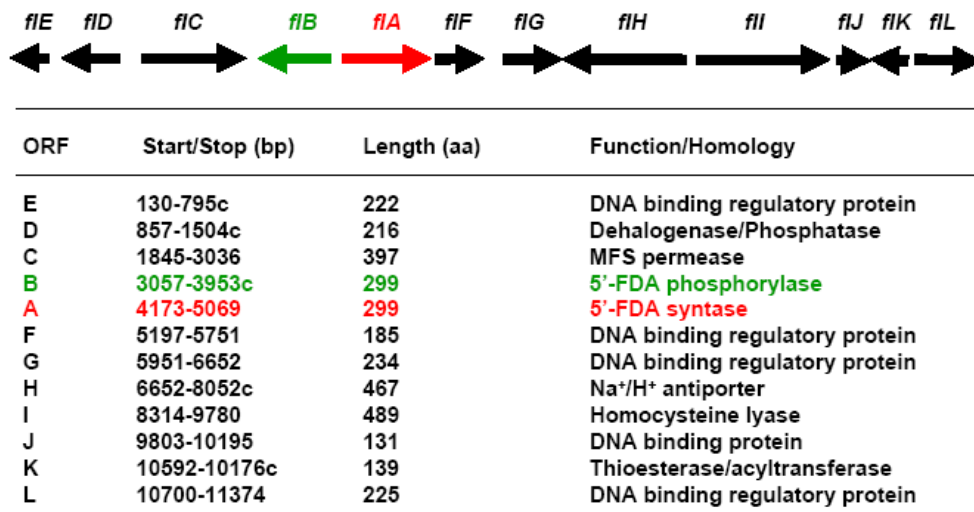 flE flD flC flB flA flF flG flH flI flJ flK flL
ORF Start/Stop (bp) Length (aa) Function/Homology
E 130-795c 222 DNA binding regulatory protein
D 857-1504c 216 Dehalogenase/Phosphatase
C 1845-3036 397 MFS permease
B 3057-3953c 299 5’-FDA phosphorylase
A 4173-5069 299 5’-FDA syntase
F 5197-5751 185 DNA binding regulatory protein
G 5951-6652 234 DNA binding regulatory protein
H 6652-8052c 467 Na⁺/H⁺ antiporter
I 8314-9780 489 Homocysteine lyase
J 9803-10195 131 DNA binding protein
K 10592-10176c 139 Thioesterase/acyltransferase
L 10700-11374 225 DNA binding regulatory protein